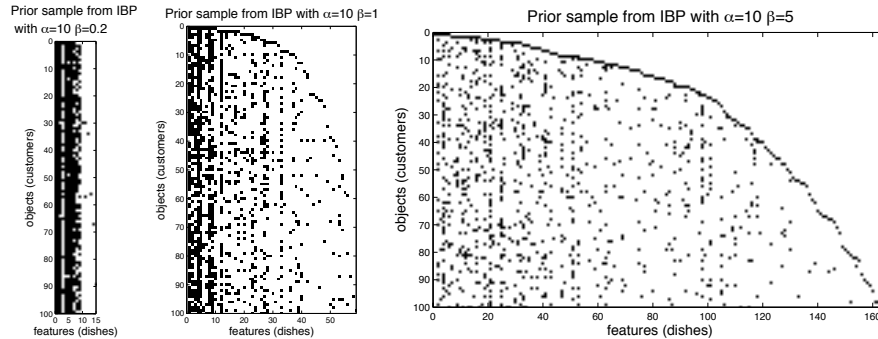 Prior sample from IBP
with α=10 β=0.2
0
10
20
30
40
50
60
70
80
90
100
objects (customers)
0 5 10 15
features (dishes)
Prior sample from IBP with α=10 β=1
0
10
20
30
40
50
60
70
80
90
100
objects (customers)
0 10 20 30 40 50
features (dishes)
Prior sample from IBP with α=10 β=5
0
10
20
30
40
50
60
70
80
90
100
objects (customers)
0 20 40 60 80 100 120 140 160
features (dishes)